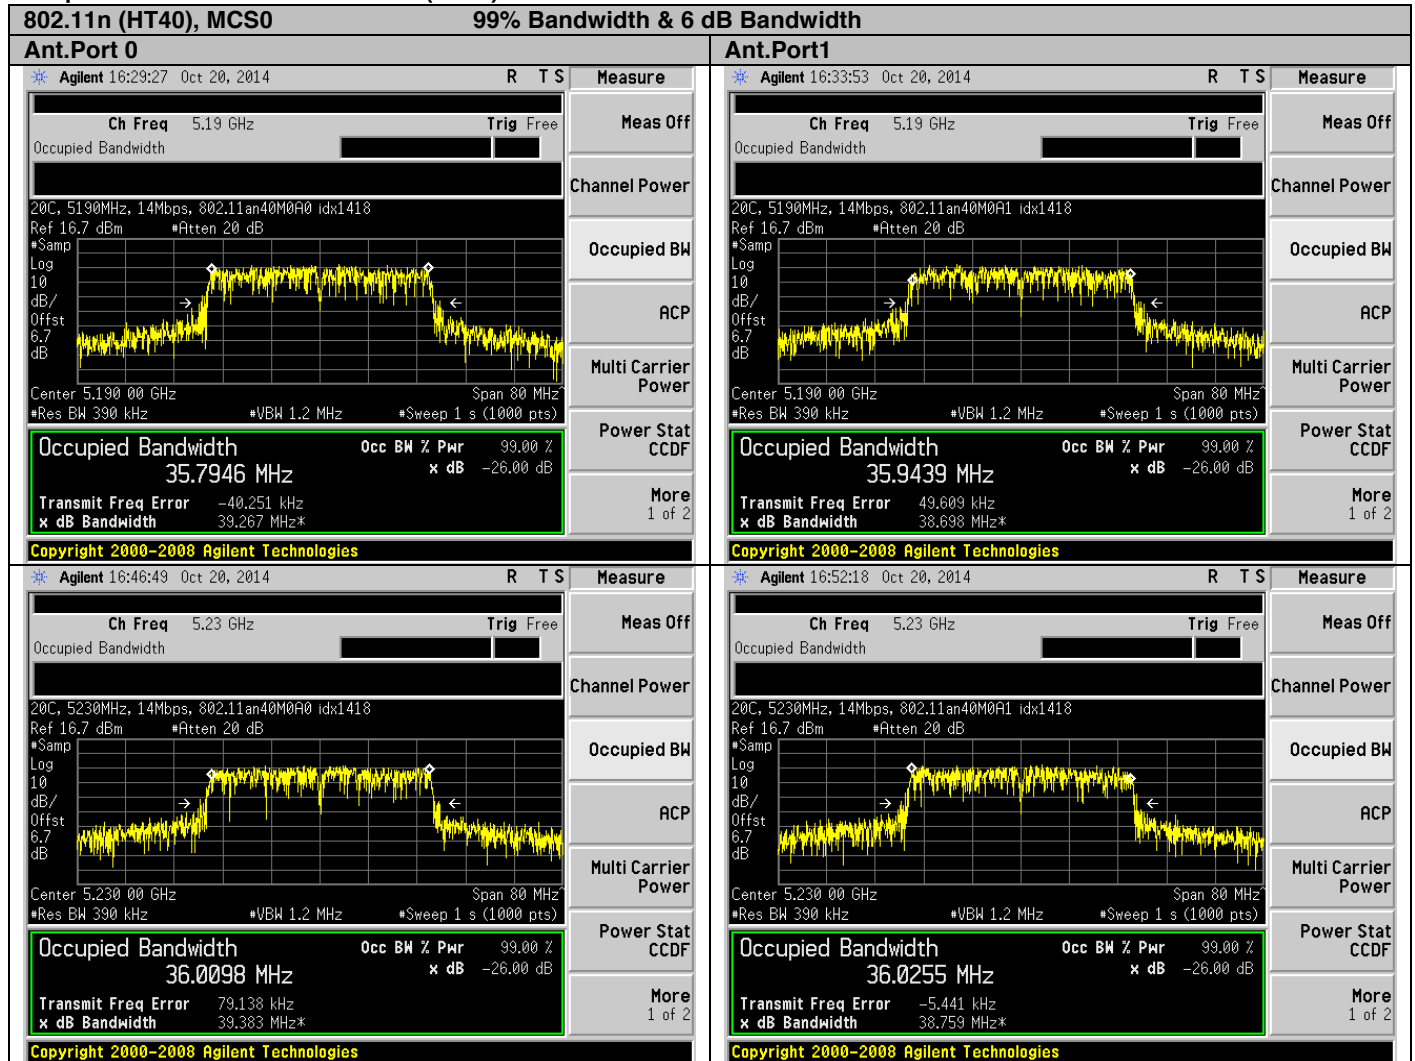 802.11n (HT40), MCS0 99% Bandwidth & 6 dB Bandwidth
Ant.Port 0 Ant.Port1
Agilent 16:29:27 Oct 20, 2014 R T S Measure
Ch Freq 5.19 GHz Trig Free
Occupied Bandwidth
Meas Off
Channel Power
20C, 5190MHz, 14Mbps, 802.11an40M0A0 idx1418
Ref 16.7 dBm #Atten 20 dB
#Samp
Log
10
dB/
Offst
6.7
dB
Occupied BW
ACP
Multi Carrier
Power
Center 5.190 00 GHz Span 80 MHz^
#Res BW 390 kHz #VBW 1.2 MHz #Sweep 1 s (1000 pts)
Power Stat
CCDF
Occupied Bandwidth Occ BW % Pwr 99.00 %
35.7946 MHz x dB -26.00 dB
Transmit Freq Error -40.251 kHz
x dB Bandwidth 39.267 MHz*
More
1 of 2
Copyright 2000-2008 Agilent Technologies
Agilent 16:33:53 Oct 20, 2014 R T S Measure
Ch Freq 5.19 GHz Trig Free
Occupied Bandwidth
Meas Off
Channel Power
20C, 5190MHz, 14Mbps, 802.11an40M0A1 idx1418
Ref 16.7 dBm #Atten 20 dB
#Samp
Log
10
dB/
Offst
6.7
dB
Occupied BW
ACP
Multi Carrier
Power
Center 5.190 00 GHz Span 80 MHz^
#Res BW 390 kHz #VBW 1.2 MHz #Sweep 1 s (1000 pts)
Power Stat
CCDF
Occupied Bandwidth Occ BW % Pwr 99.00 %
35.9439 MHz x dB -26.00 dB
Transmit Freq Error 49.609 kHz
x dB Bandwidth 38.698 MHz*
More
1 of 2
Copyright 2000-2008 Agilent Technologies
Agilent 16:46:49 Oct 20, 2014 R T S Measure
Ch Freq 5.23 GHz Trig Free
Occupied Bandwidth
Meas Off
Channel Power
20C, 5230MHz, 14Mbps, 802.11an40M0A0 idx1418
Ref 16.7 dBm #Atten 20 dB
#Samp
Log
10
dB/
Offst
6.7
dB
Occupied BW
ACP
Multi Carrier
Power
Center 5.230 00 GHz Span 80 MHz^
#Res BW 390 kHz #VBW 1.2 MHz #Sweep 1 s (1000 pts)
Power Stat
CCDF
Occupied Bandwidth Occ BW % Pwr 99.00 %
36.0098 MHz x dB -26.00 dB
Transmit Freq Error 79.138 kHz
x dB Bandwidth 39.383 MHz*
More
1 of 2
Copyright 2000-2008 Agilent Technologies
Agilent 16:52:18 Oct 20, 2014 R T S Measure
Ch Freq 5.23 GHz Trig Free
Occupied Bandwidth
Meas Off
Channel Power
20C, 5230MHz, 14Mbps, 802.11an40M0A1 idx1418
Ref 16.7 dBm #Atten 20 dB
#Samp
Log
10
dB/
Offst
6.7
dB
Occupied BW
ACP
Multi Carrier
Power
Center 5.230 00 GHz Span 80 MHz^
#Res BW 390 kHz #VBW 1.2 MHz #Sweep 1 s (1000 pts)
Power Stat
CCDF
Occupied Bandwidth Occ BW % Pwr 99.00 %
36.0255 MHz x dB -26.00 dB
Transmit Freq Error -5.441 kHz
x dB Bandwidth 38.759 MHz*
More
1 of 2
Copyright 2000-2008 Agilent Technologies